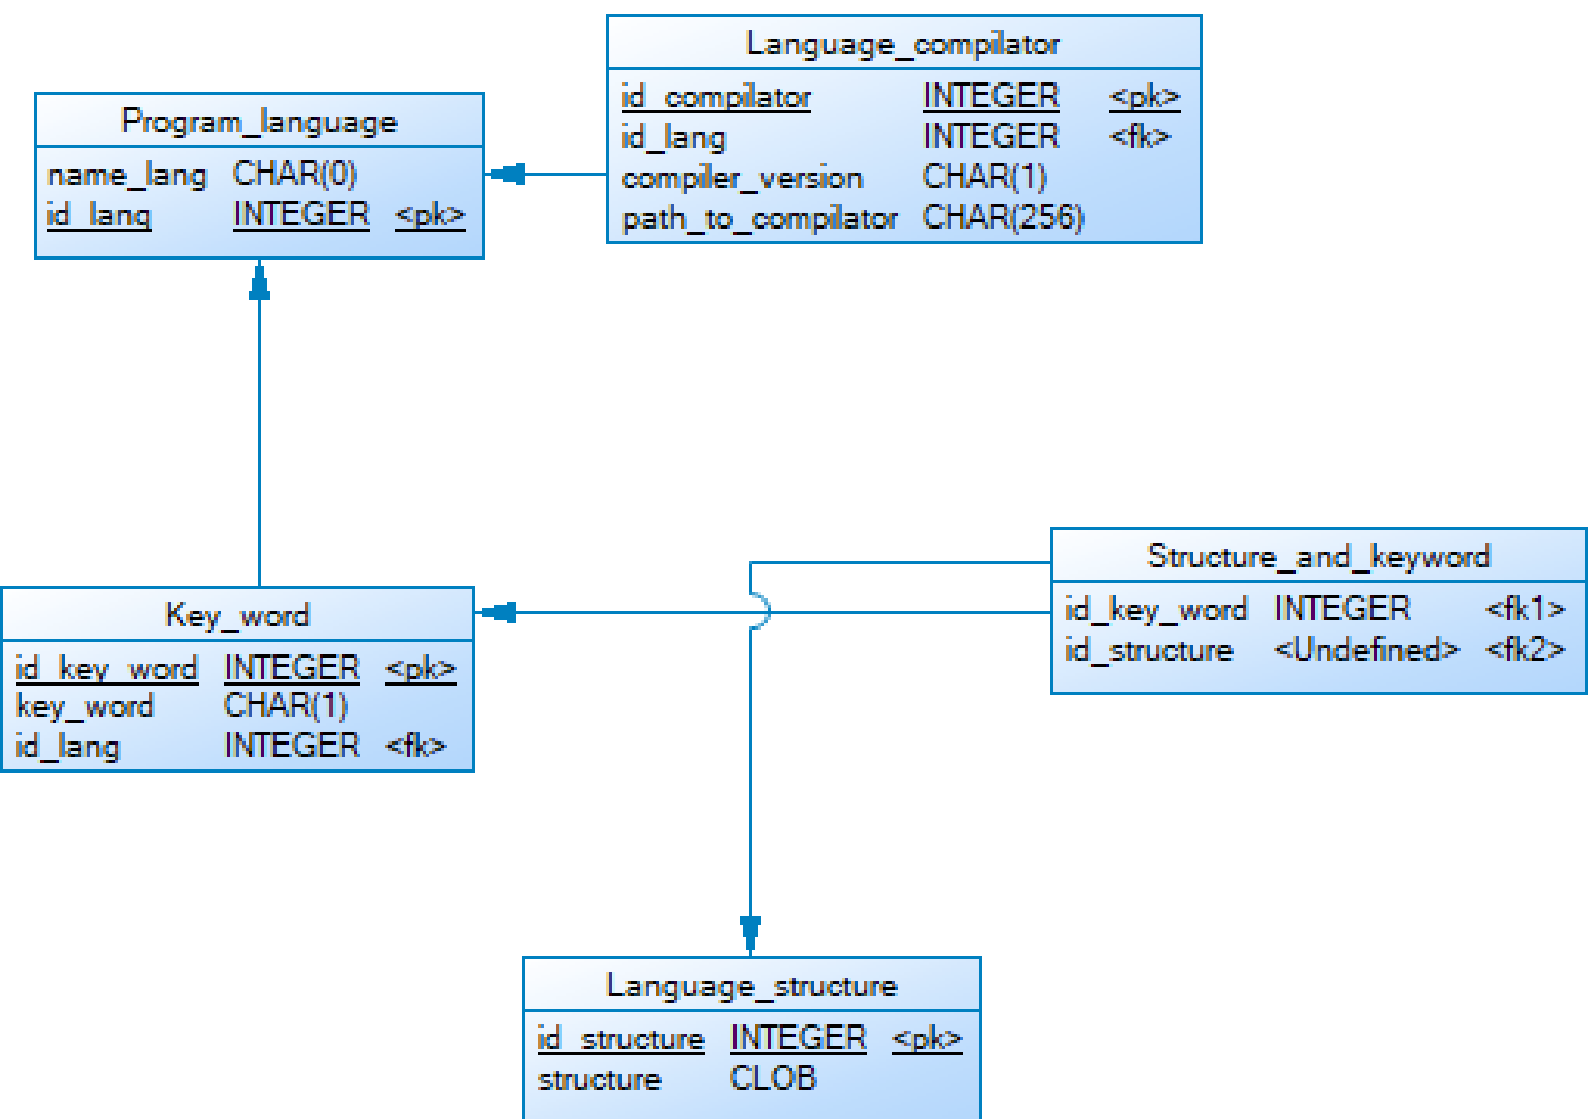 Language_compilator
id_compilator INTEGER <pk>
id_lang INTEGER <fk>
compiler_version CHAR(1)
path_to_compilator CHAR(256)
Program_language
name_lang CHAR(0)
id_lang INTEGER <pk>
Structure_and_keyword
id_key_word INTEGER <fk1>
id_structure <Undefined> <fk2>
Key_word
id_key_word INTEGER <pk>
key_word CHAR(1)
id_lang INTEGER <fk>
Language_structure
id_structure INTEGER <pk>
structure CLOB